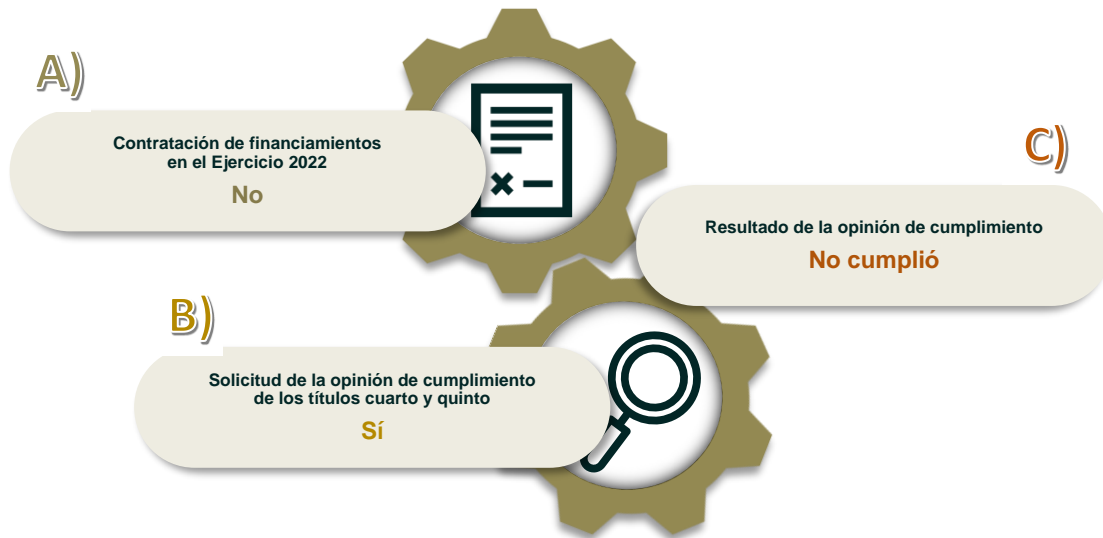 A)
Contratación de financiamientos
en el Ejercicio 2022
No
B)
Solicitud de la opinión de cumplimiento
de los títulos cuarto y quinto
Sí
C)
Resultado de la opinión de cumplimiento
No cumplió